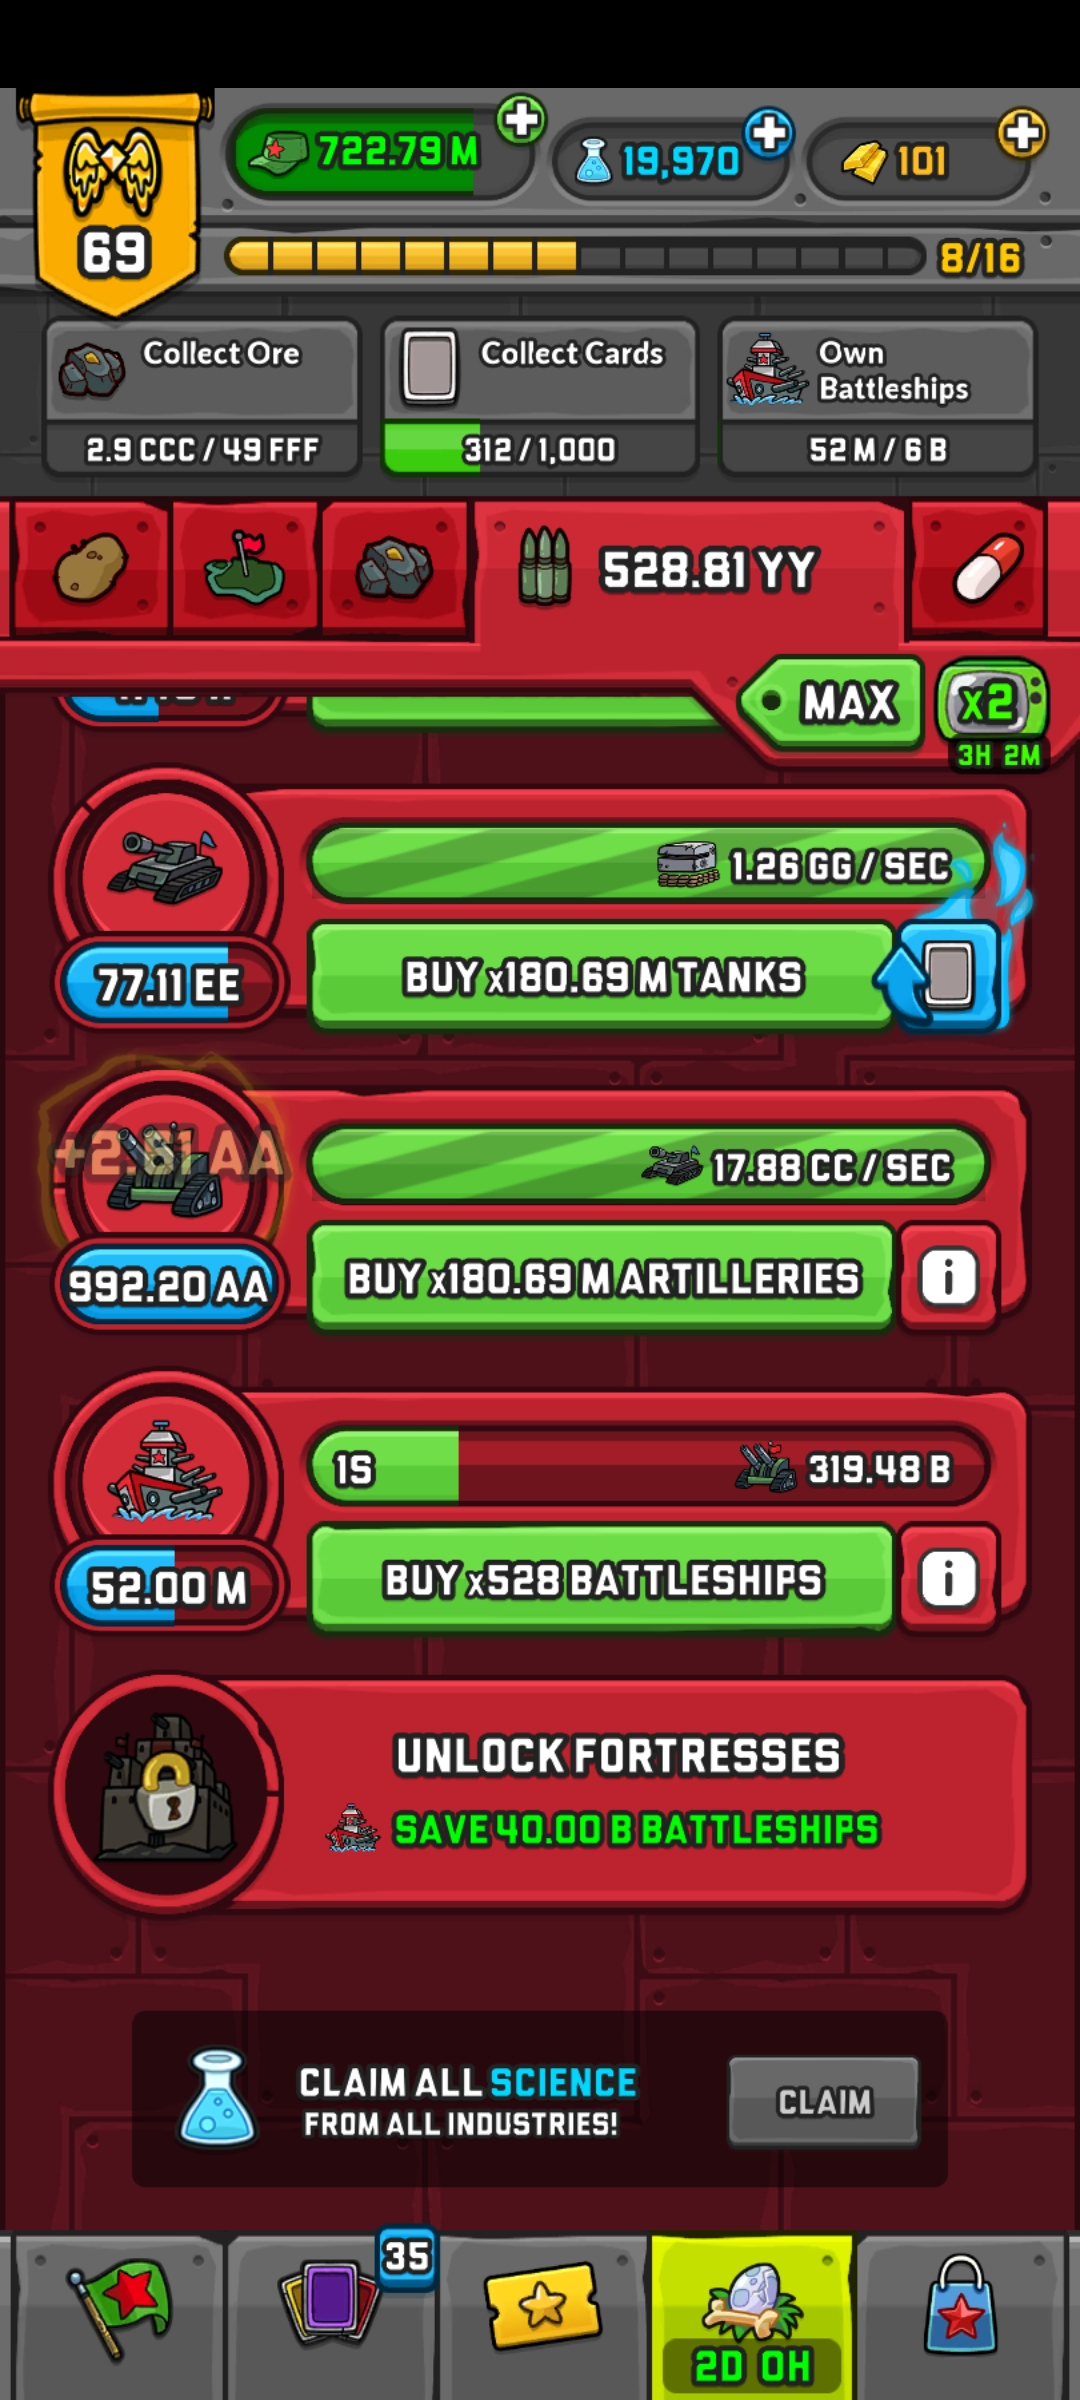 722.79 M
19,970
101
69
8/16
Collect Ore
2.9 CCC / 49 FFF
Collect Cards
312 / 1,000
Own
Battleships
52 M / 6 B
528.81 YY
MAX
x2
3H 2M
1.26 GG / SEC
77.11 EE
BUY x180.69 M TANKS
+2.81 AA
17.88 CC / SEC
992.20 AA
BUY x180.69 M ARTILLERIES
i
1S
319.48 B
52.00 M
BUY x528 BATTLESHIPS
i
UNLOCK FORTRESSES
SAVE 40.00 B BATTLESHIPS
CLAIM ALL SCIENCE
FROM ALL INDUSTRIES!
CLAIM
35
2D 0H